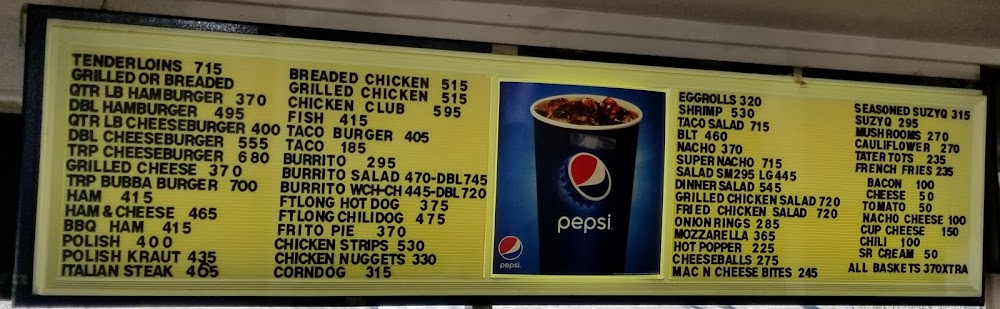 TENDERLOINS 715
GRILLED OR BREADED
QTR LB HAMBURGER 370
DBL HAMBURGER 495
QTR LB CHEESEBURGER 400
DBL CHEESEBURGER 555
TRP CHEESEBURGER 680
GRILLED CHEESE 370
TRP BUBBA BURGER 700
HAM 415
HAM & CHEESE 465
BBQ HAM 415
POLISH 400
POLISH KRAUT 435
ITALIAN STEAK 465
BREADED CHICKEN 515
GRILLED CHICKEN 515
CHICKEN CLUB 595
FISH 415
TACO BURGER 405
TACO 185
BURRITO 295
BURRITO SALAD 470-DBL745
BURRITO WCH-CH 445-DBL720
FTLONG HOT DOG 375
FTLONG CHILIDOG 475
FRITO PIE 370
CHICKEN STRIPS 530
CHICKEN NUGGETS 330
CORNDOG 315
pepsi
pepsi
EGGROLLS 320
SHRIMP 530
TACO SALAD 715
BLT 460
NACHO 370
SUPER NACHO 715
SALAD SM295 LG445
DINNER SALAD 545
GRILLED CHICKEN SALAD 720
FRIED CHICKEN SALAD 720
ONION RINGS 285
MOZZARELLA 365
HOT POPPER 225
CHEESEBALLS 275
MAC N CHEESE BITES 245
SEASONED SUZYQ 315
SUZYQ 295
MUSHROOMS 270
CAULIFLOWER 270
TATER TOTS 235
FRENCH FRIES 235
BACON 100
CHEESE 50
TOMATO 50
NACHO CHEESE 100
CUP CHEESE 150
CHILI 100
SR CREAM 50
ALL BASKETS 370XTRA